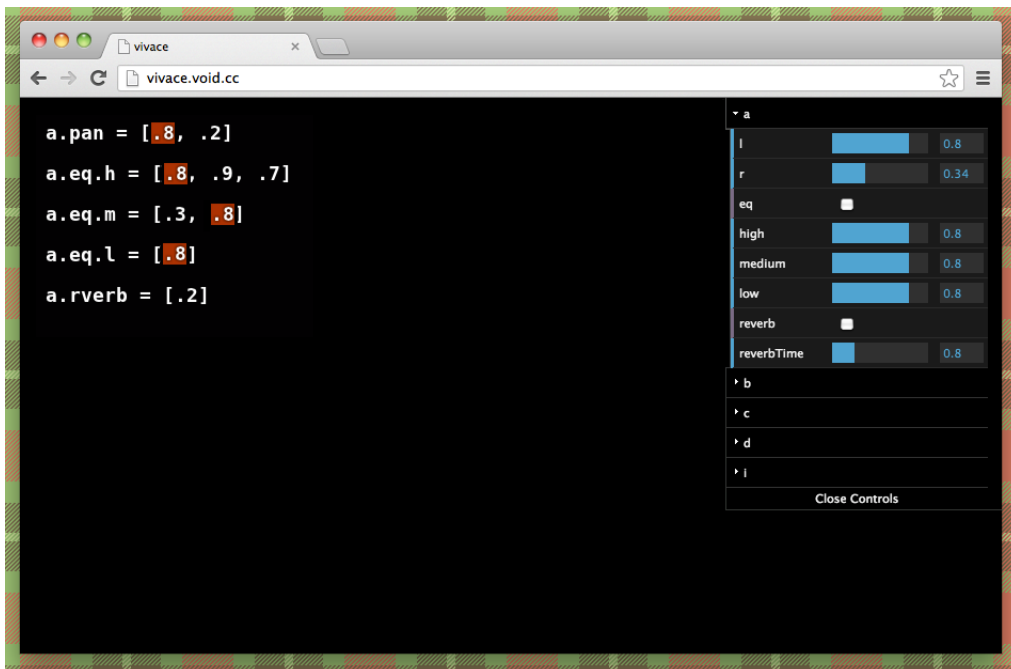 vivace
vivace.void.cc
a.pan = [.8, .2]
a.eq.h = [.8, .9, .7]
a.eq.m = [.3, .8]
a.eq.l = [.8]
a.rverb = [.2]
a
l 0.8
r 0.34
eq
high 0.8
medium 0.8
low 0.8
reverb
reverbTime 0.8
b
c
d
i
Close Controls